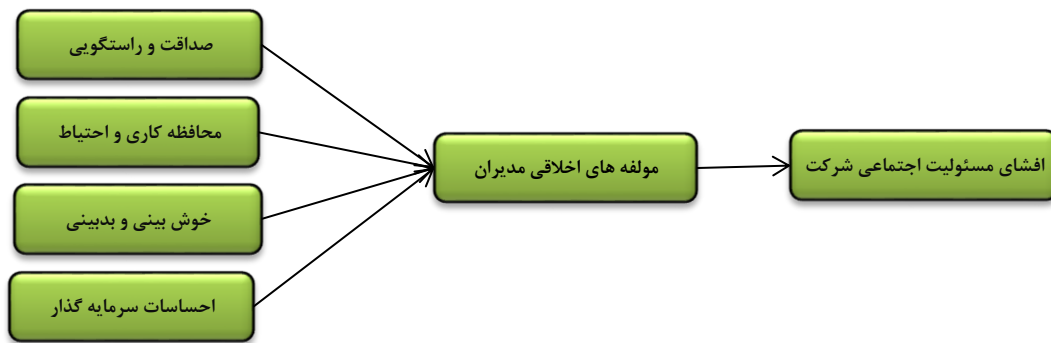 صداقت و راستگویی
محافظه کاری و احتیاط
خوش بینی و بدبینی
احساسات سرمایه گذار
مولفه های اخلاقی مدیران
افشای مسئولیت اجتماعی شرکت